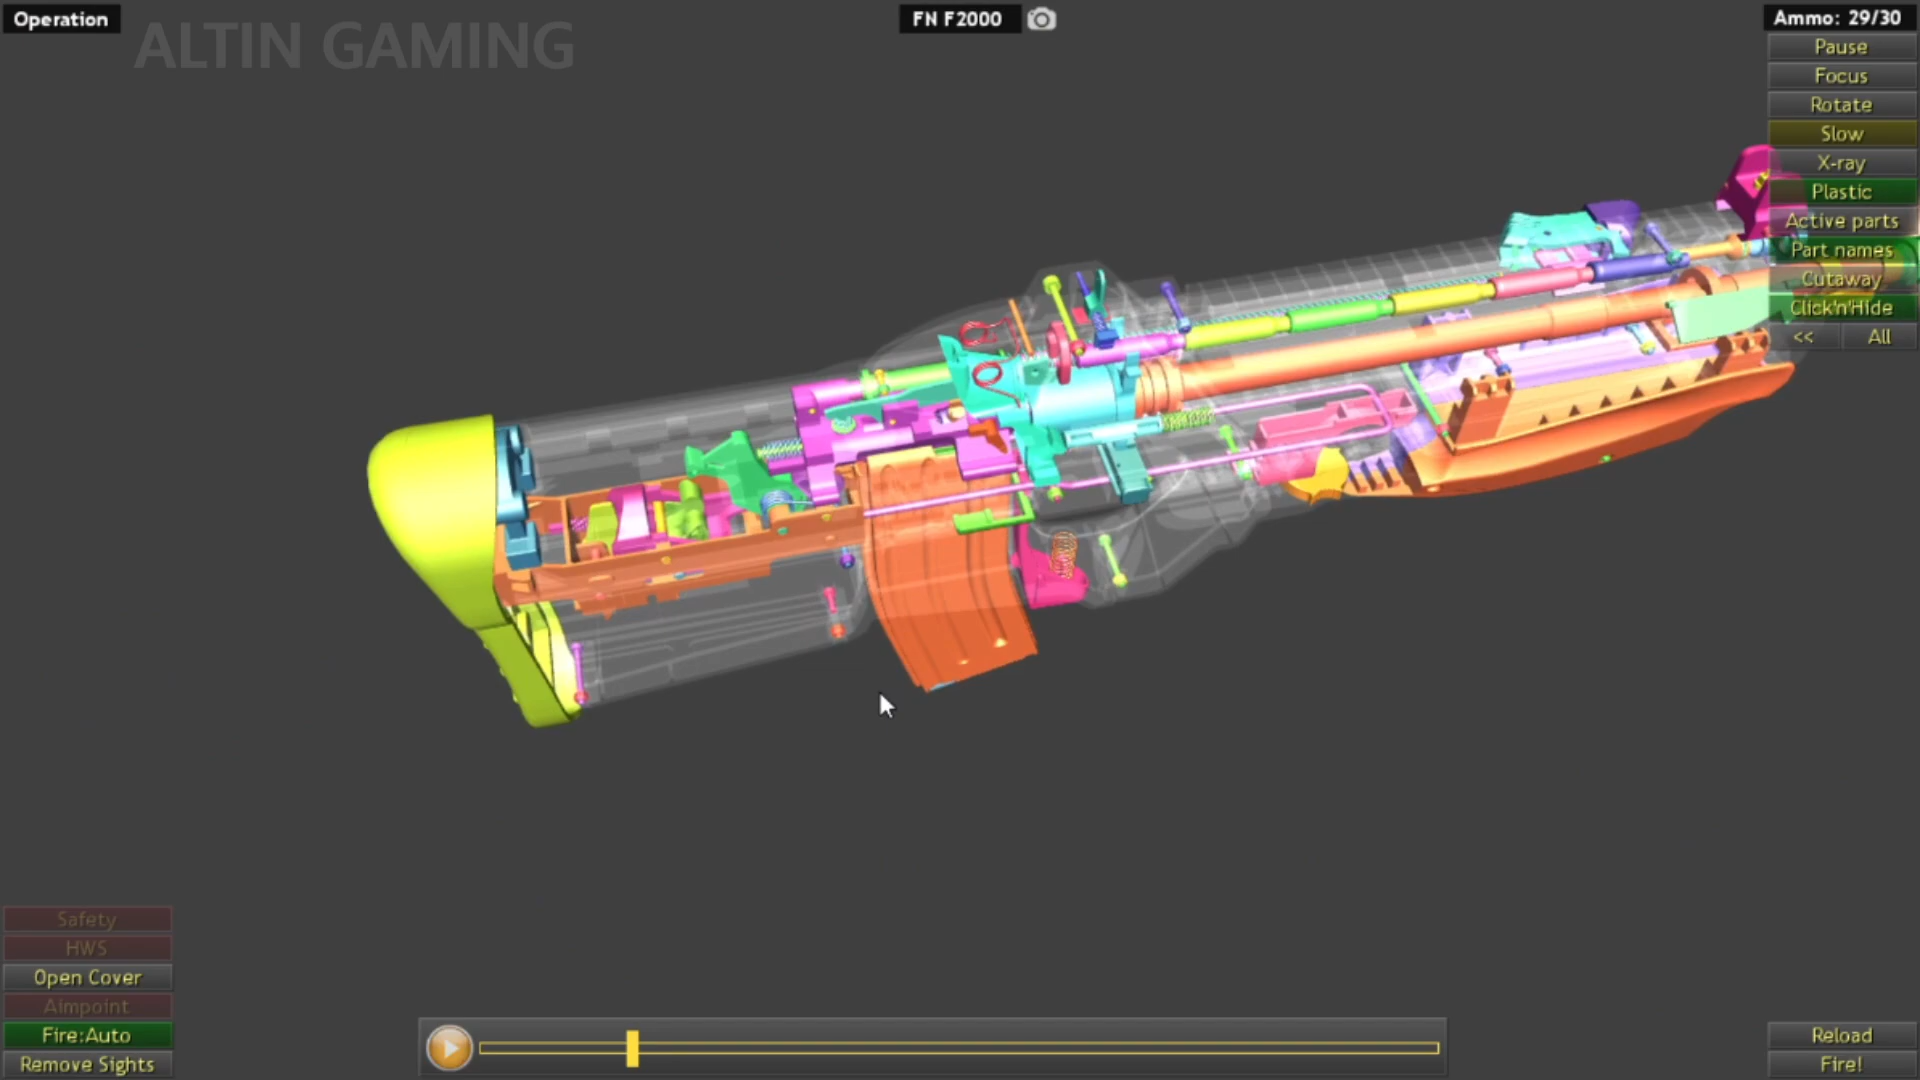 Operation
ALTIN GAMING
FN F2000
Ammo: 29/30
Pause
Focus
Rotate
Slow
X-ray
Plastic
Active parts
Part names
Cutaway
Click'n'Hide
<< All
Safety
HWS
Open Cover
Aimpoint
Fire:Auto
Remove Sights
Reload
Fire!